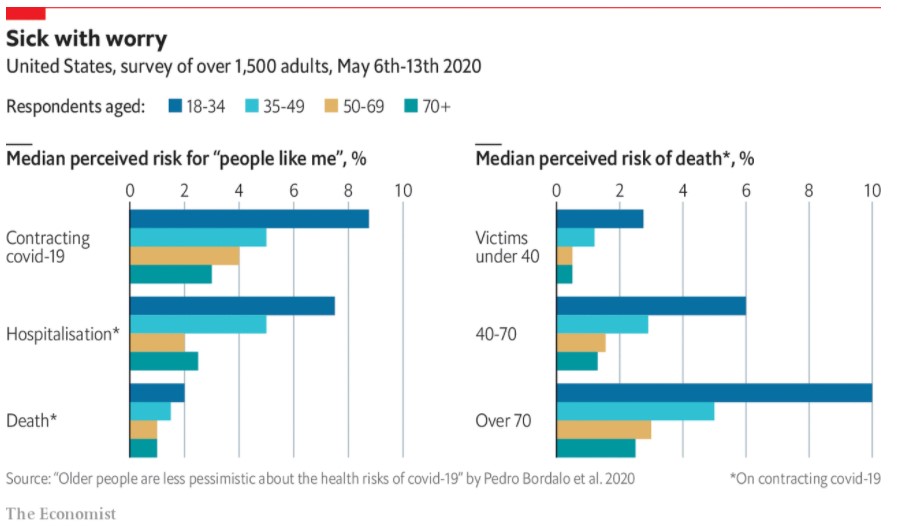 Sick with worry
United States, survey of over 1,500 adults, May 6th-13th 2020
Respondents aged: 18-34 35-49 50-69 70+
Median perceived risk for “people like me”, %
0 2 4 6 8 10
Contracting
covid-19
Hospitalisation*
Death*
Median perceived risk of death*, %
0 2 4 6 8 10
Victims
under 40
40-70
Over 70
Source: “Older people are less pessimistic about the health risks of covid-19” by Pedro Bordalo et al. 2020
*On contracting covid-19
The Economist